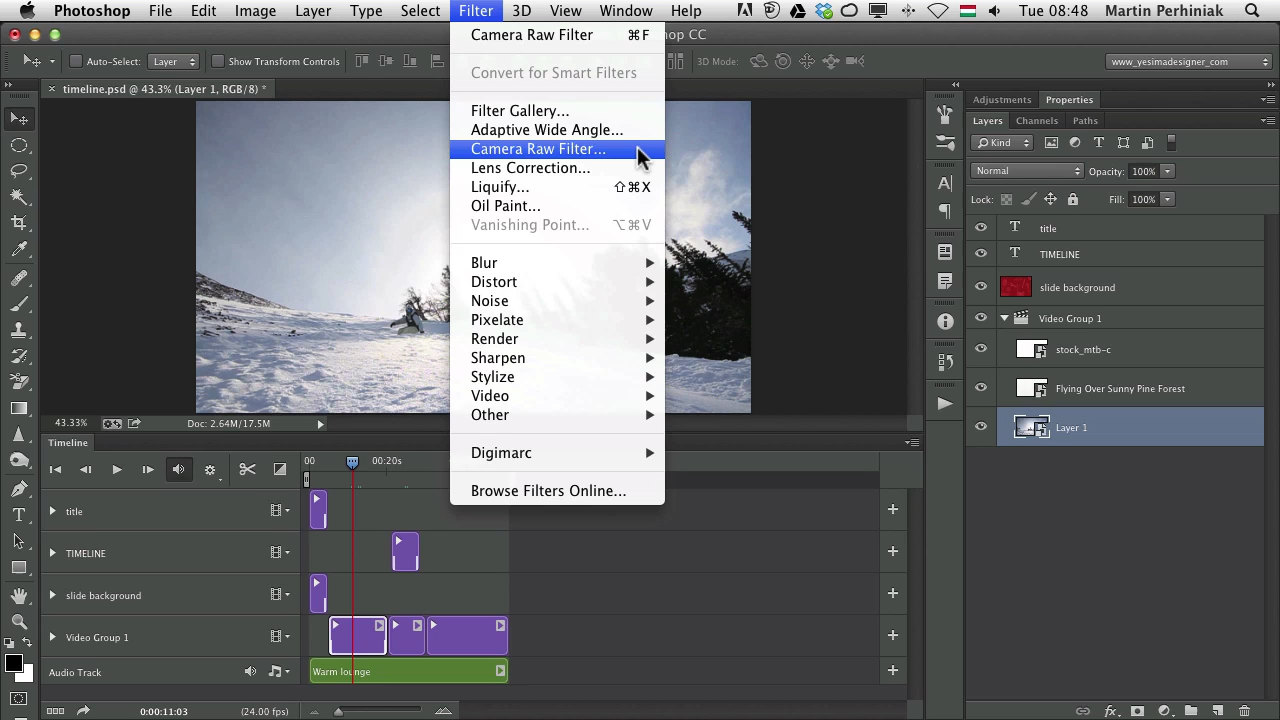 Photoshop File Edit Image Layer Type Select Filter 3D View Window Help Tue 08:48 Martin Perhiniak
Camera Raw Filter ⌘F
Convert for Smart Filters
Filter Gallery...
Adaptive Wide Angle...
Camera Raw Filter...
Lens Correction...
Liquify... ⇧⌘X
Oil Paint...
Vanishing Point... ⌥⌘V
Blur
Distort
Noise
Pixelate
Render
Sharpen
Stylize
Video
Other
Digimarc
Browse Filters Online...
shop CC
Auto-Select: Layer Show Transform Controls 3D Mode: www_yesimadesigner_com
× timeline.psd @ 43.3% (Layer 1, RGB/8) *
43.33% Doc: 2.64M/17.5M
Adjustments Properties
Layers Channels Paths
Kind
Normal Opacity: 100%
Lock: Fill: 100%
T title
T TIMELINE
slide background
Video Group 1
stock_mtb-c
Flying Over Sunny Pine Forest
Layer 1
Timeline
00 00:20s
title
TIMELINE
slide background
Video Group 1
Audio Track Warm lounge
0:00:11:03 (24.00 fps)